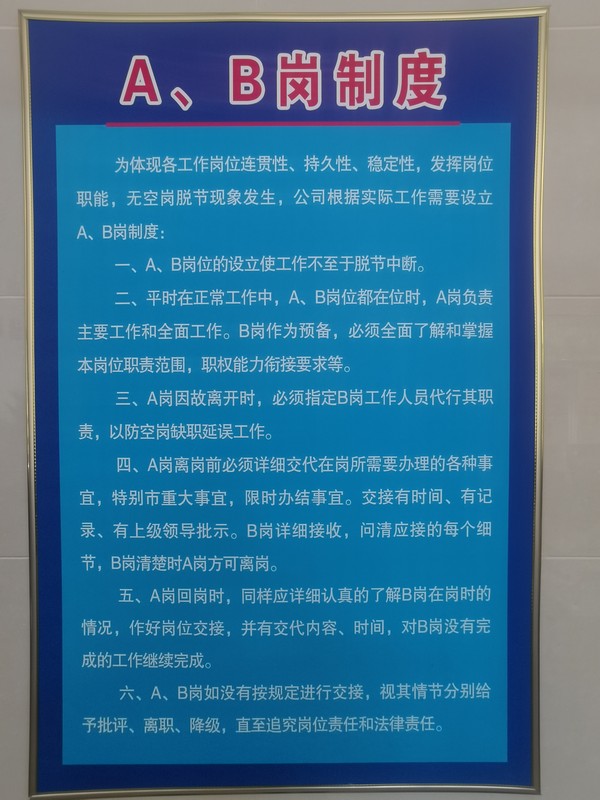 A、B岗制度
为体现各工作岗位连贯性、持久性、稳定性，发挥岗位
职能，无空岗脱节现象发生，公司根据实际工作需要设立
A、B岗制度：
一、A、B岗位的设立使工作不至于脱节中断。
二、平时在正常工作中，A、B岗位都在位时，A岗负责
主要工作和全面工作。B岗作为预备，必须全面了解和掌握
本岗位职责范围，职权能力衔接要求等。
三、A岗因故离开时，必须指定B岗工作人员代行其职
责，以防空岗缺职延误工作。
四、A岗离岗前必须详细交代在岗所需要办理的各种事
宜，特别市重大事宜，限时办结事宜。交接有时间、有记
录、有上级领导批示。B岗详细接收，问清应接的每个细
节，B岗清楚时A岗方可离岗。
五、A岗回岗时，同样应详细认真的了解B岗在岗时的
情况，作好岗位交接，并有交代内容、时间，对B岗没有完
成的工作继续完成。
六、A、B岗如没有按规定进行交接，视其情节分别给
予批评、离职、降级，直至追究岗位责任和法律责任。